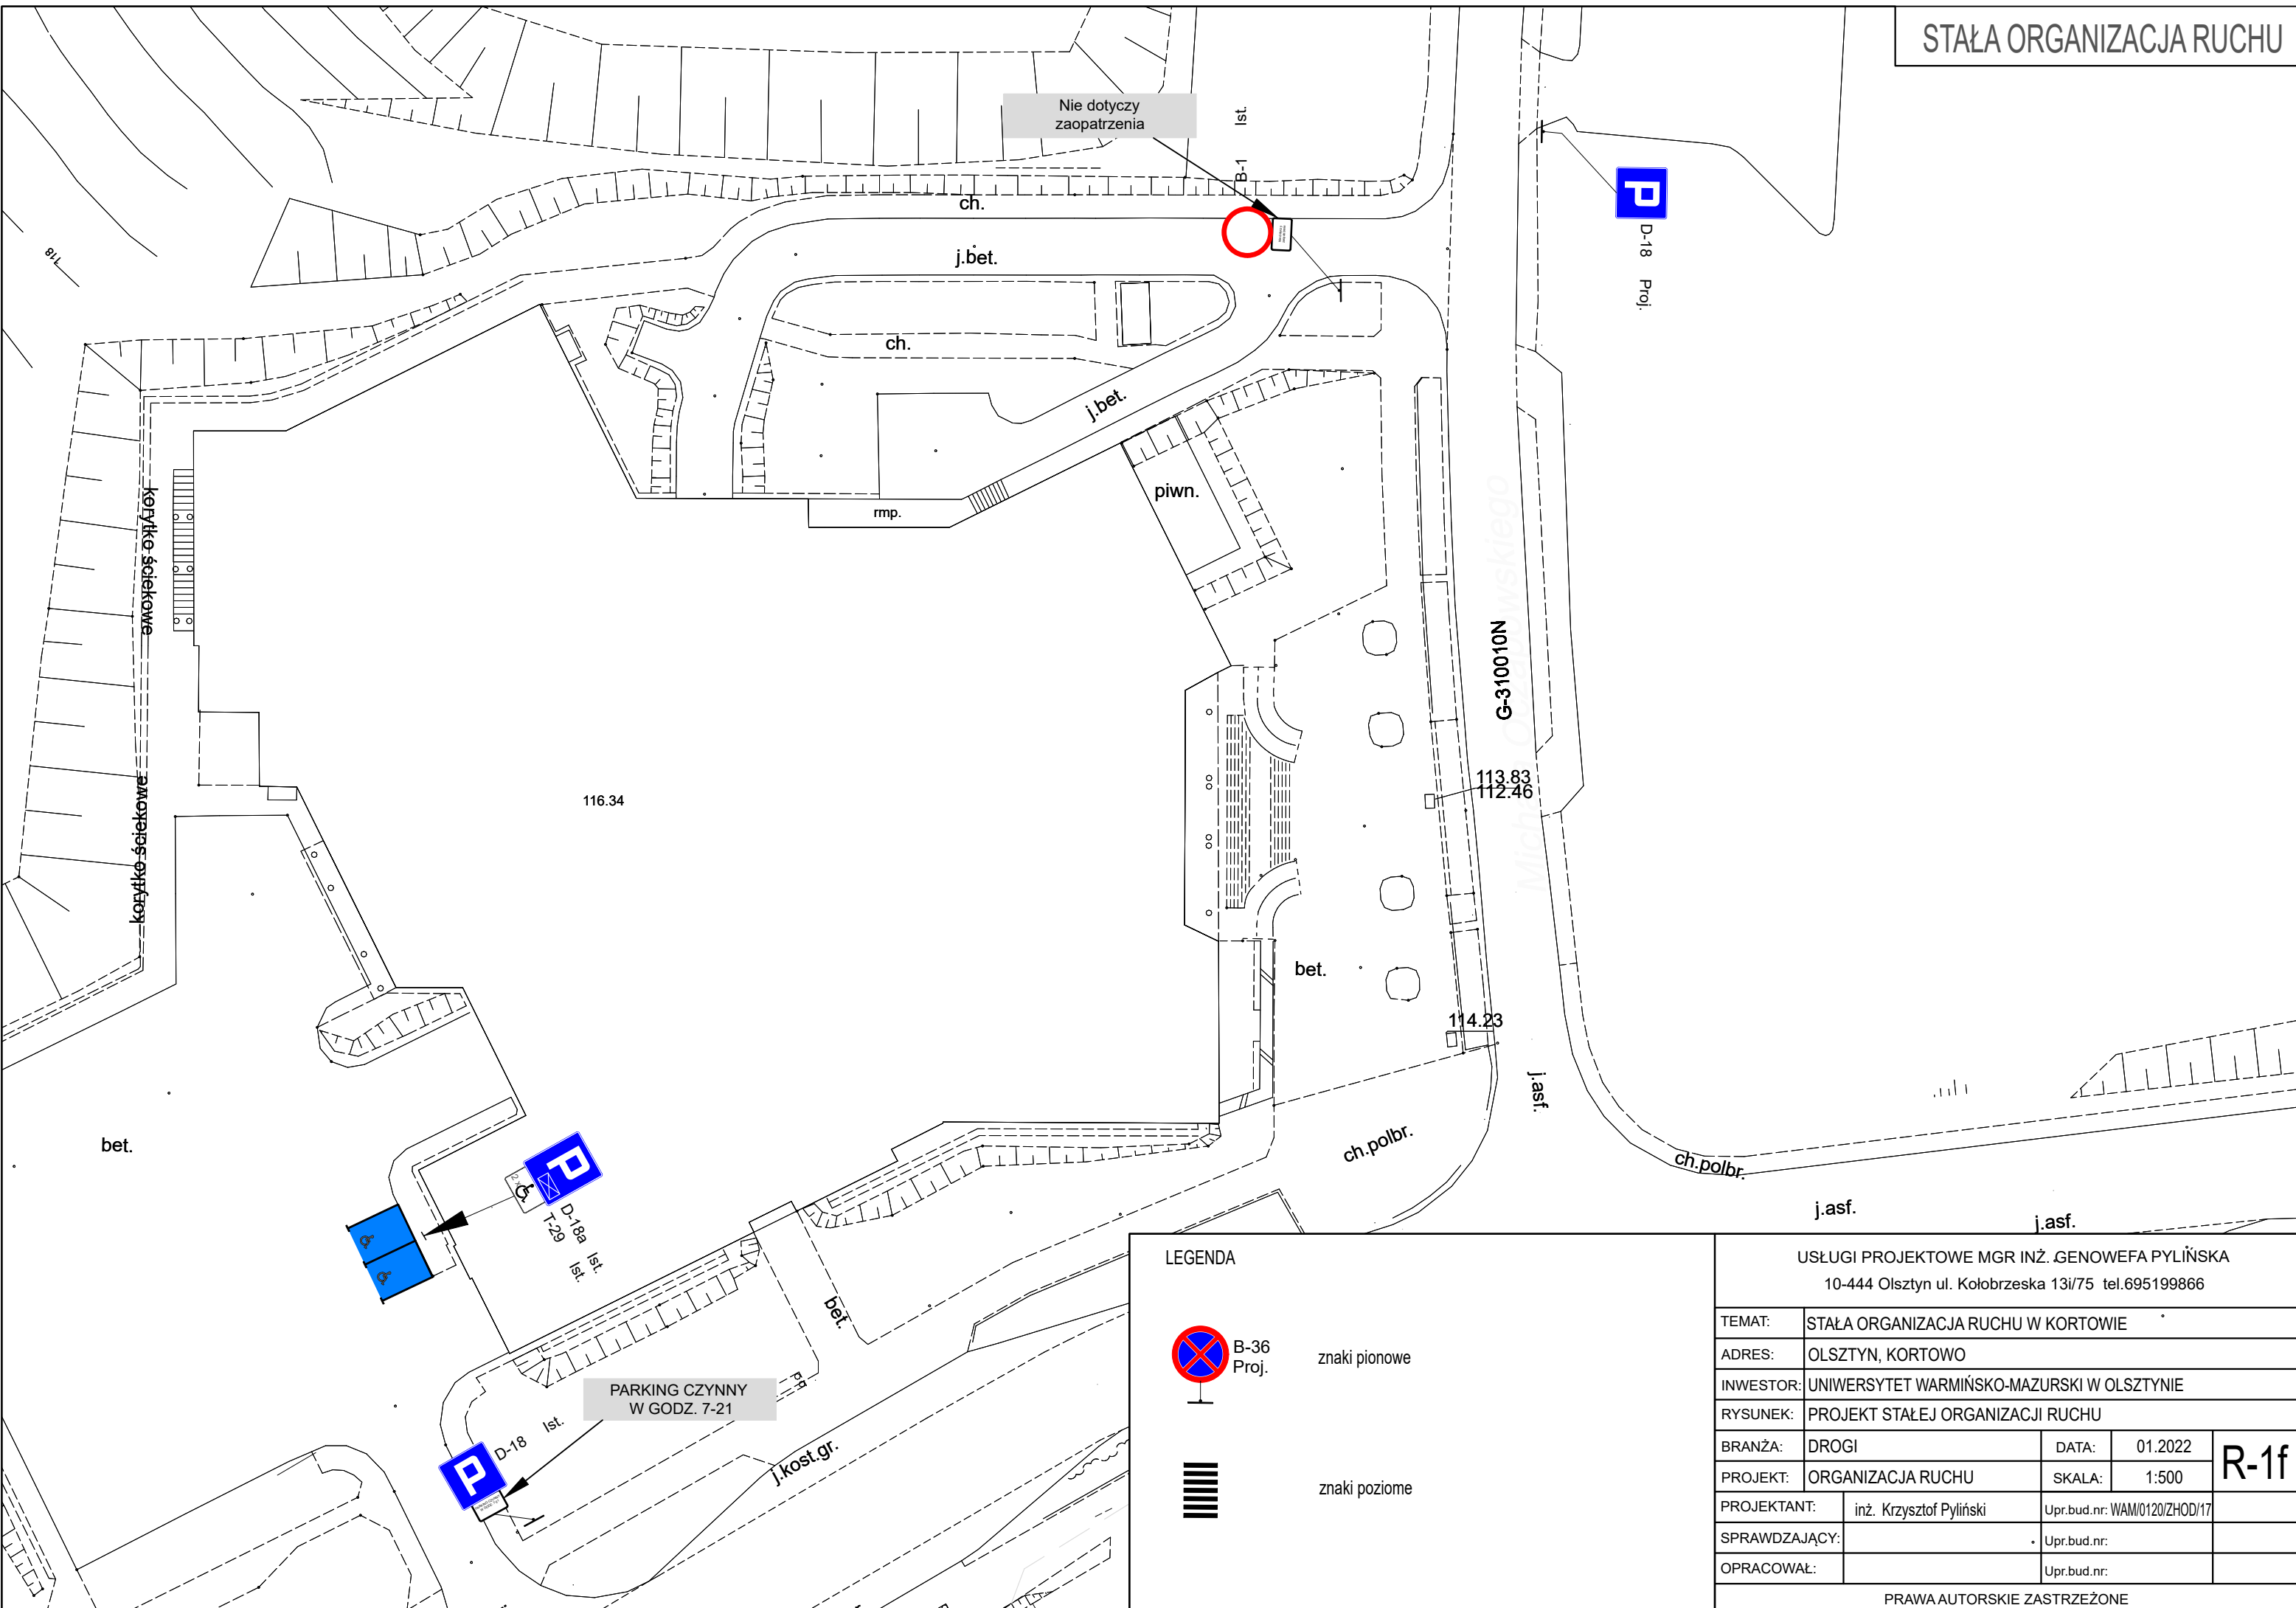 STAŁA ORGANIZACJA RUCHU
Nie dotyczy
zaopatrzenia
B-1 Ist.
P
D-18 Proj.
118
ch.
j.bet.
ch.
j.bet.
piwn.
rmp.
korytko ściekowe
korytko ściekowe
G-310010N
116.34
113.83
112.46
bet.
114.23
j.asf.
ch.polbr.
ch.polbr.
j.asf.
j.asf.
bet.
P
2 x
D-18a Ist.
T-29 Ist.
bet.
PARKING CZYNNY
W GODZ. 7-21
D-18 Ist.
P
j.kost.gr.
LEGENDA
B-36
Proj.
znaki pionowe
znaki poziome
USŁUGI PROJEKTOWE MGR INŻ. GENOWEFA PYLIŃSKA
10-444 Olsztyn ul. Kołobrzeska 13i/75 tel.695199866
TEMAT: STAŁA ORGANIZACJA RUCHU W KORTOWIE
ADRES: OLSZTYN, KORTOWO
INWESTOR: UNIWERSYTET WARMIŃSKO-MAZURSKI W OLSZTYNIE
RYSUNEK: PROJEKT STAŁEJ ORGANIZACJI RUCHU
BRANŻA: DROGI DATA: 01.2022
R-1f
PROJEKT: ORGANIZACJA RUCHU SKALA: 1:500
PROJEKTANT: inż. Krzysztof Pyliński Upr.bud.nr: WAM/0120/ZHOD/17
SPRAWDZAJĄCY: Upr.bud.nr:
OPRACOWAŁ: Upr.bud.nr:
PRAWA AUTORSKIE ZASTRZEŻONE